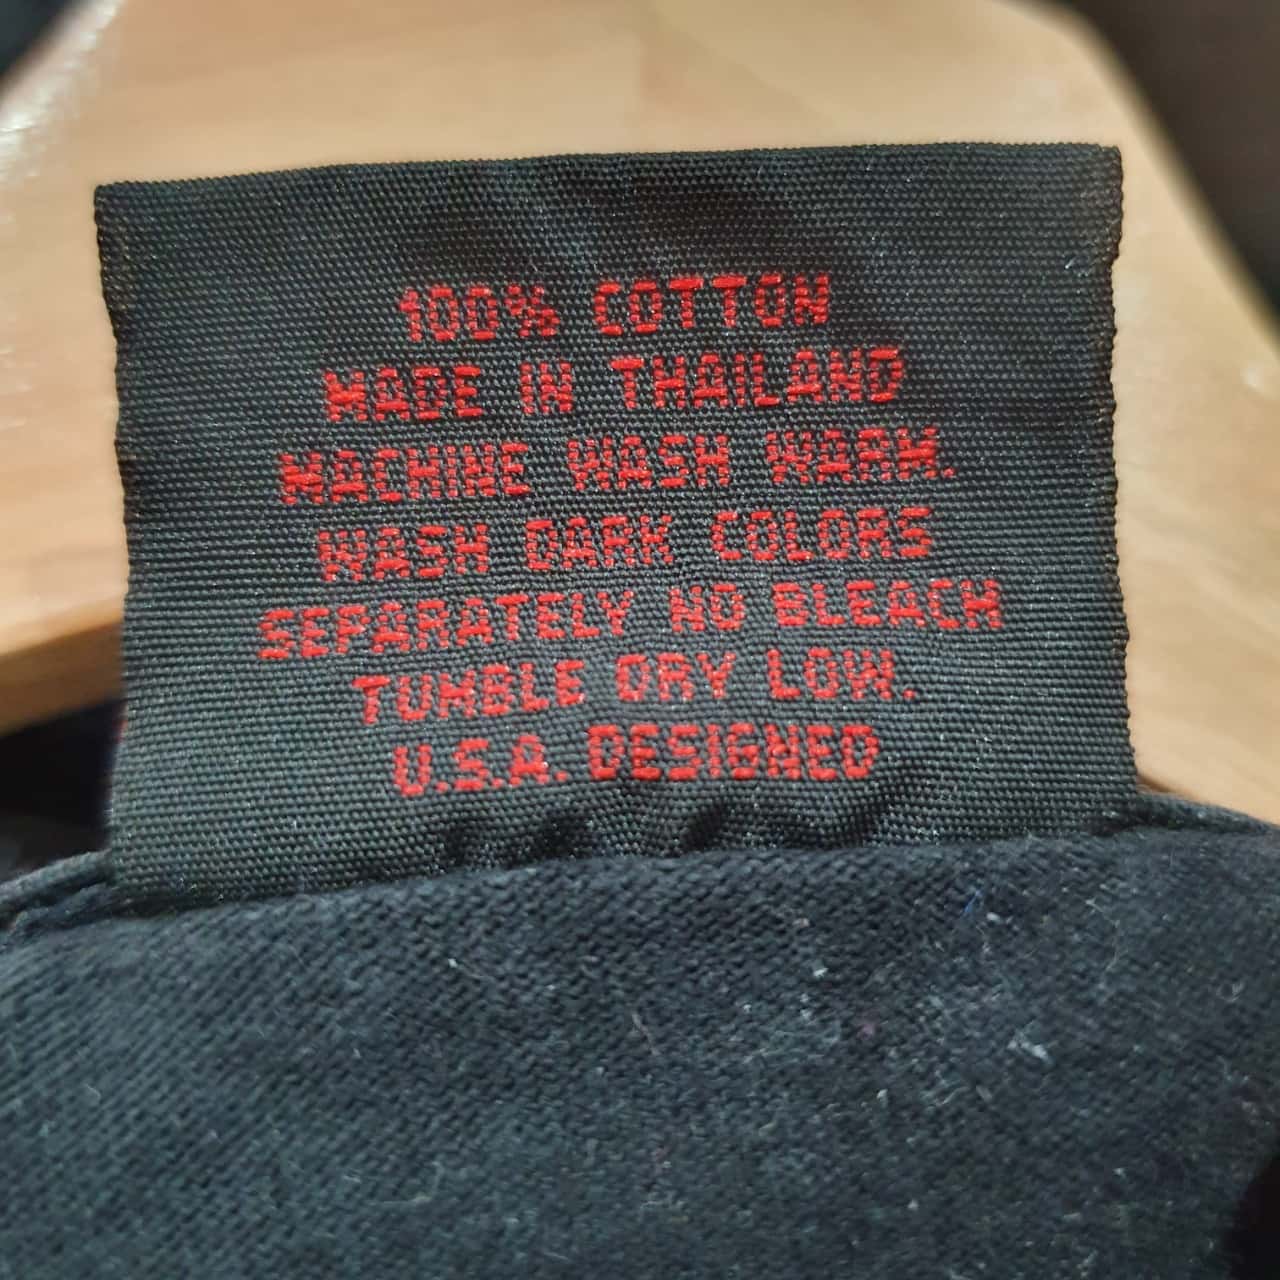 100% COTTON
MADE IN THAILAND
MACHINE WASH WARM.
WASH DARK COLORS
SEPARATELY NO BLEACH
TUMBLE DRY LOW.
U.S.A. DESIGNED